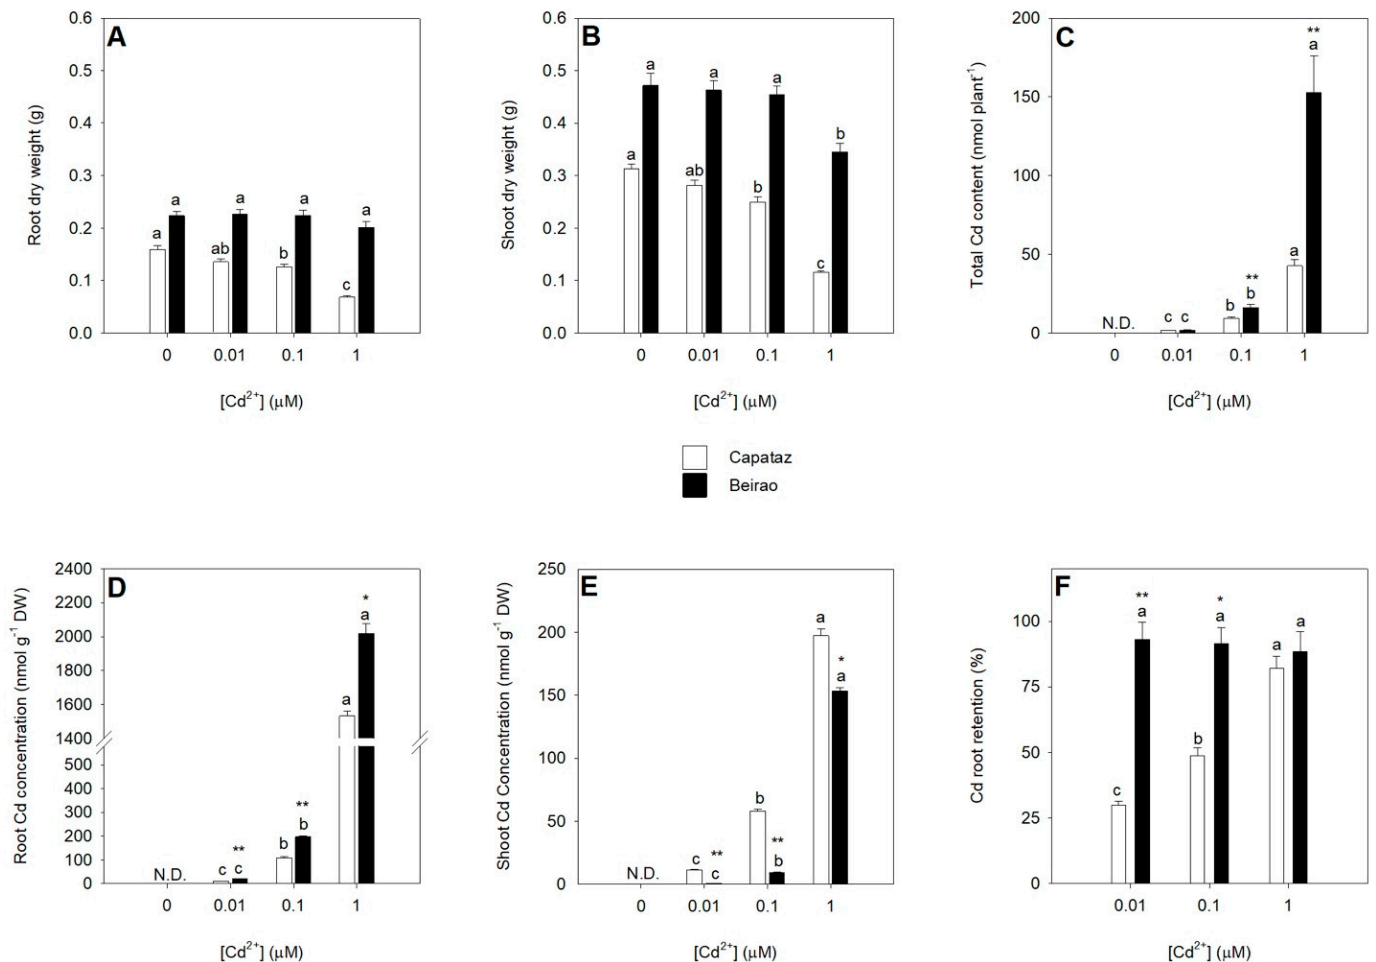 A
Root dry weight (g)
0.6
0.5
0.4
0.3
0.2
0.1
0.0
a a ab a b a c a
0 0.01 0.1 1
[Cd²⁺] (μM)
B
Shoot dry weight (g)
0.6
0.5
0.4
0.3
0.2
0.1
0.0
a a ab a b a c b
0 0.01 0.1 1
[Cd²⁺] (μM)
C
Total Cd content (nmol plant⁻¹)
200
150
100
50
0
** **
N.D. c c b b a a
0 0.01 0.1 1
[Cd²⁺] (μM)
Capataz
Beirao
D
Root Cd concentration (nmol g⁻¹ DW)
2400
2200
2000
1800
1600
1400
500
400
300
200
100
0
** ** *
N.D. c c b b a a
0 0.01 0.1 1
[Cd²⁺] (μM)
E
Shoot Cd Concentration (nmol g⁻¹ DW)
250
200
150
100
50
0
** ** *
N.D. c c b b a a
0 0.01 0.1 1
[Cd²⁺] (μM)
F
Cd root retention (%)
100
75
50
25
0
** *
c a b a a a
0.01 0.1 1
[Cd²⁺] (μM)